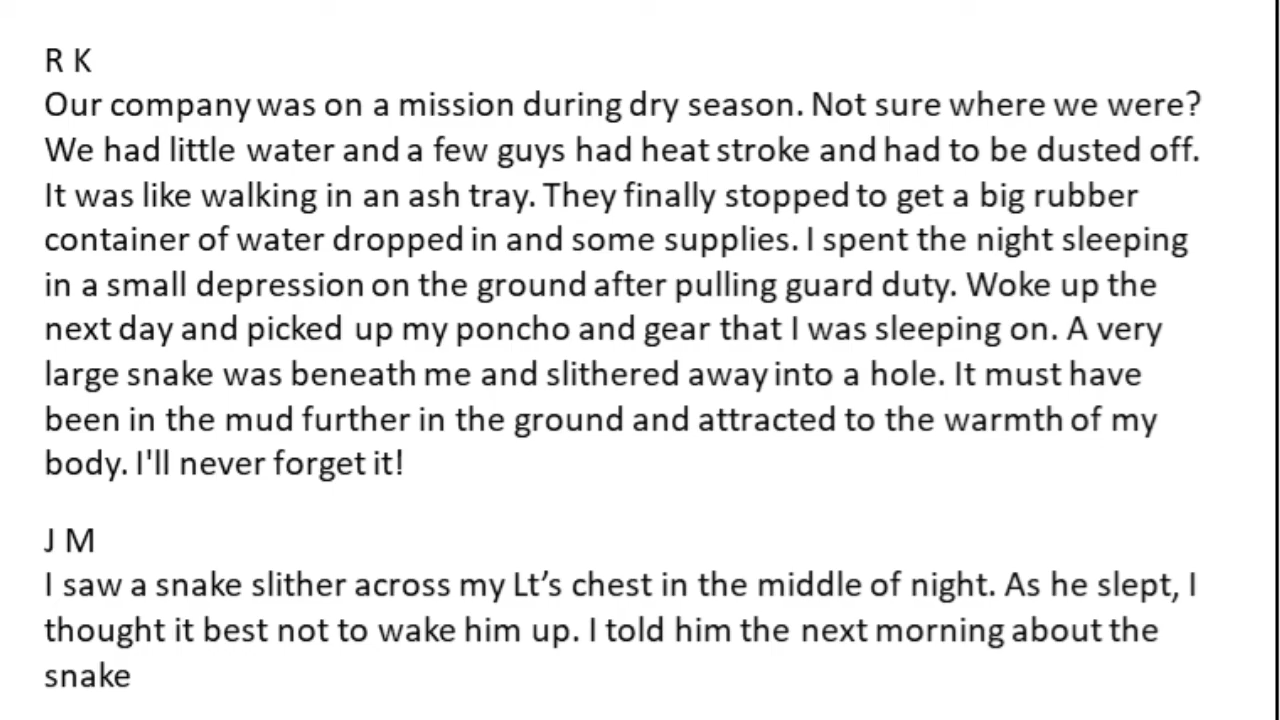 R K
Our company was on a mission during dry season. Not sure where we were?
We had little water and a few guys had heat stroke and had to be dusted off.
It was like walking in an ash tray. They finally stopped to get a big rubber
container of water dropped in and some supplies. I spent the night sleeping
in a small depression on the ground after pulling guard duty. Woke up the
next day and picked up my poncho and gear that I was sleeping on. A very
large snake was beneath me and slithered away into a hole. It must have
been in the mud further in the ground and attracted to the warmth of my
body. I'll never forget it!
J M
I saw a snake slither across my Lt’s chest in the middle of night. As he slept, I
thought it best not to wake him up. I told him the next morning about the
snake